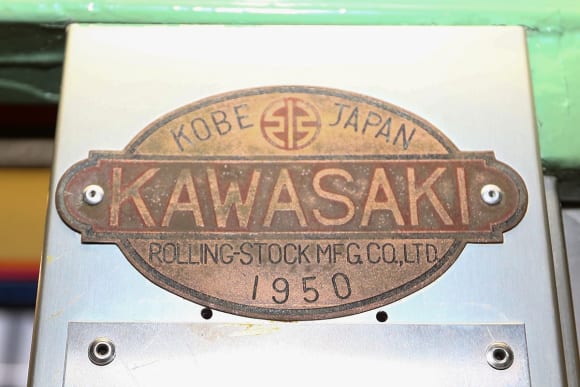 KOBE JAPAN
KAWASAKI
ROLLING-STOCK MFG. CO., LTD.
1950